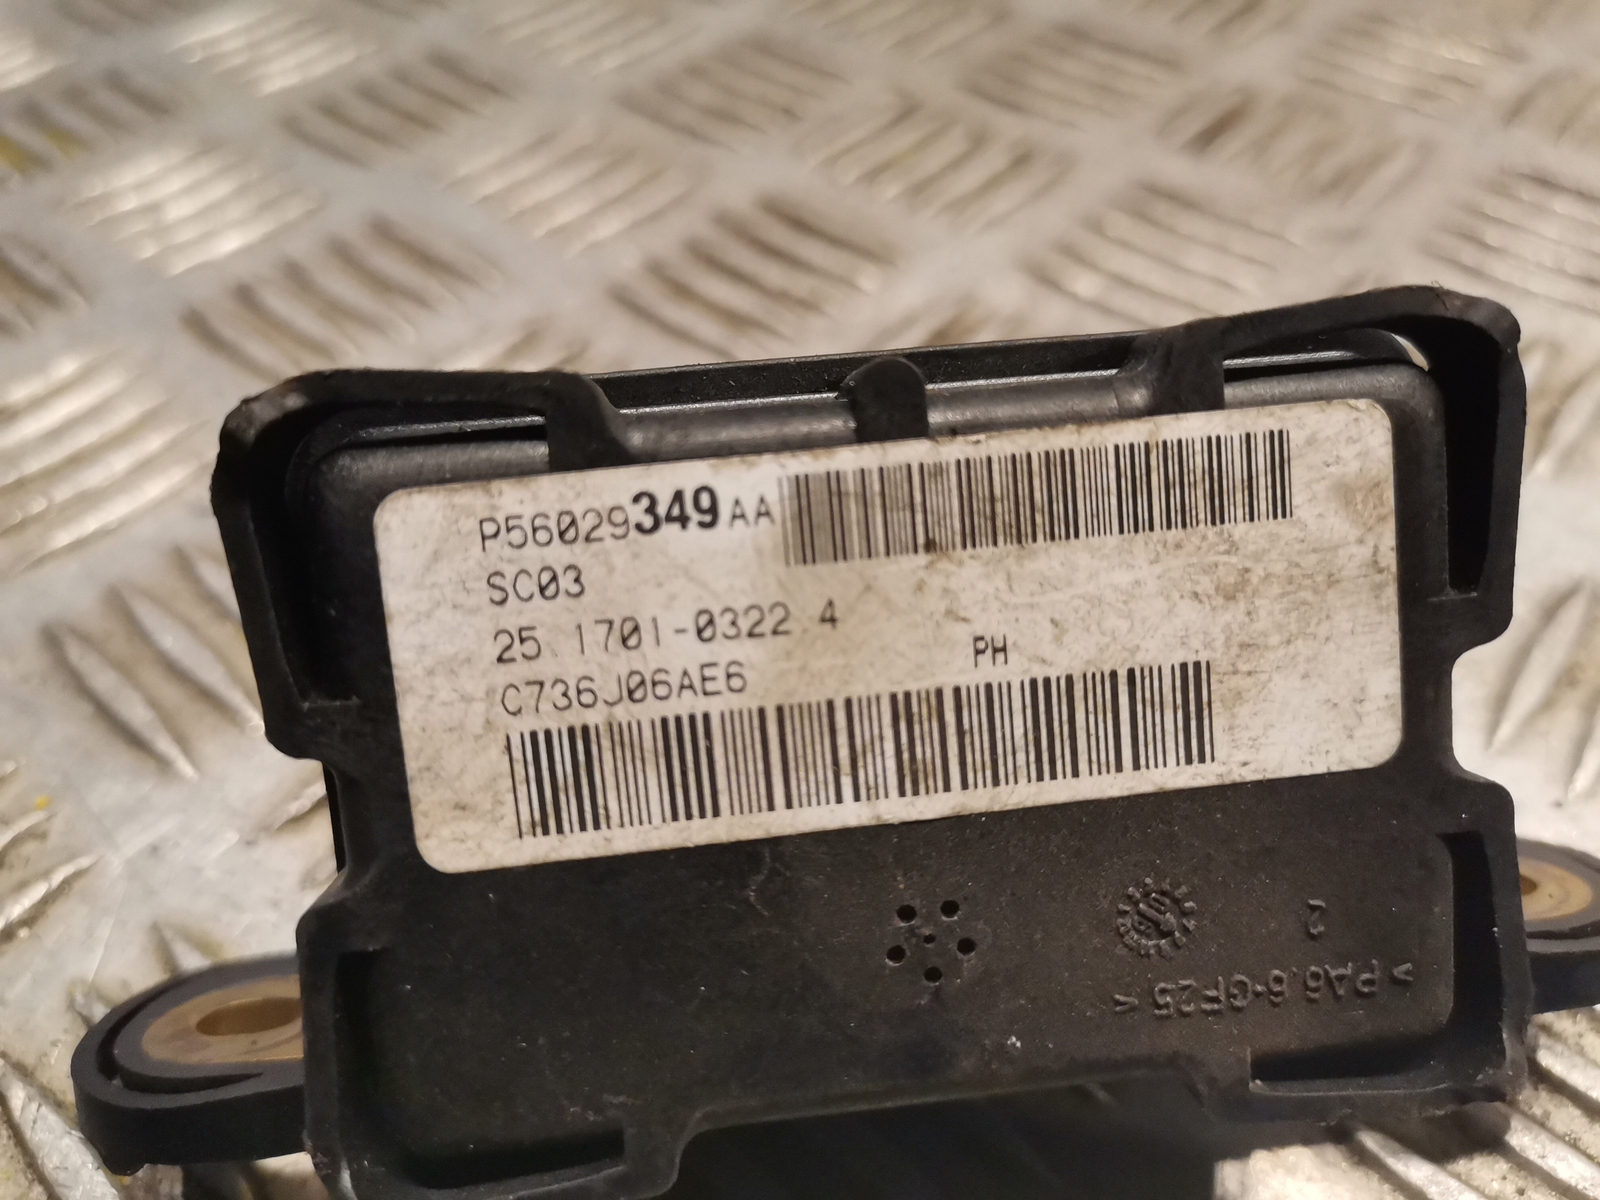 P56029349AA
SC03
25.1701-0322.4
PH
C736J06AE6
2
>PA6.6-GF25<